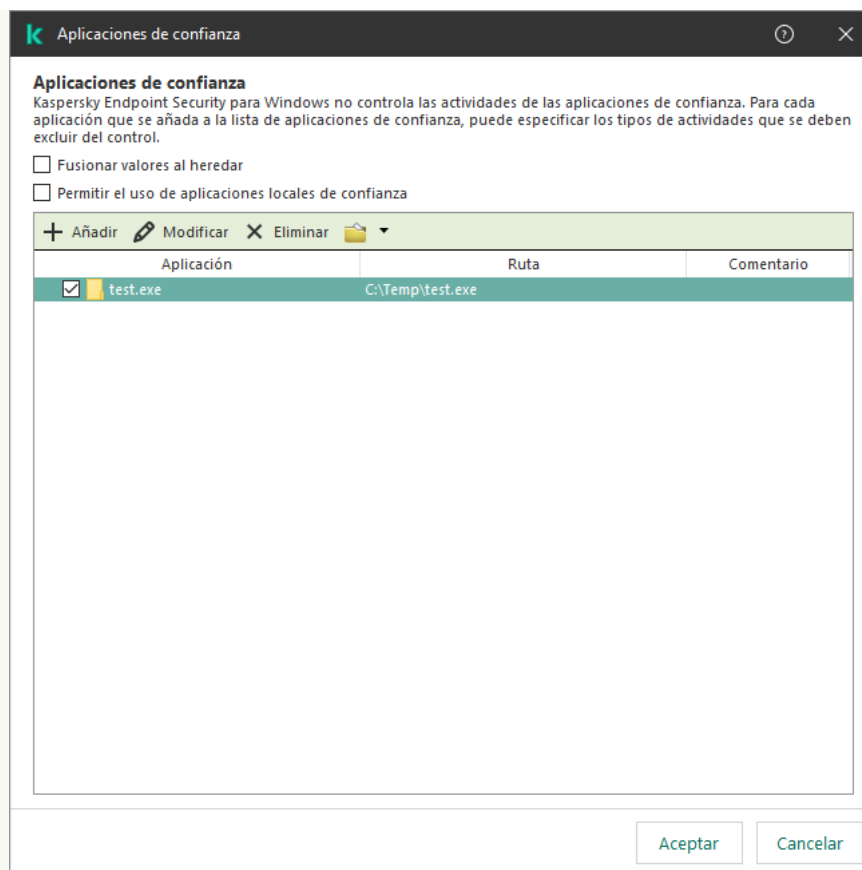 Aplicaciones de confianza
Aplicaciones de confianza
Kaspersky Endpoint Security para Windows no controla las actividades de las aplicaciones de confianza. Para cada
aplicación que se añada a la lista de aplicaciones de confianza, puede especificar los tipos de actividades que se deben
excluir del control.
Fusionar valores al heredar
Permitir el uso de aplicaciones locales de confianza
Añadir Modificar Eliminar
Aplicación Ruta Comentario
test.exe C:\Temp\test.exe
Aceptar Cancelar